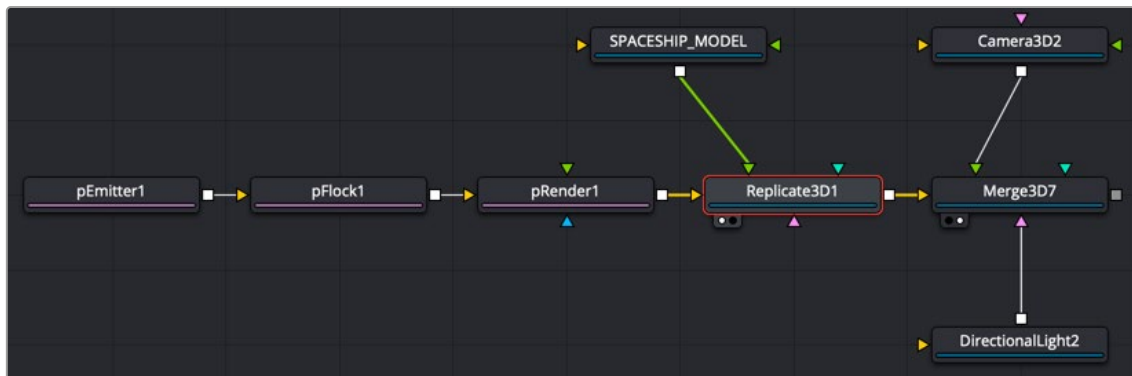 SPACESHIP_MODEL
Camera3D2
pEmitter1
pFlock1
pRender1
Replicate3D1
Merge3D7
DirectionalLight2